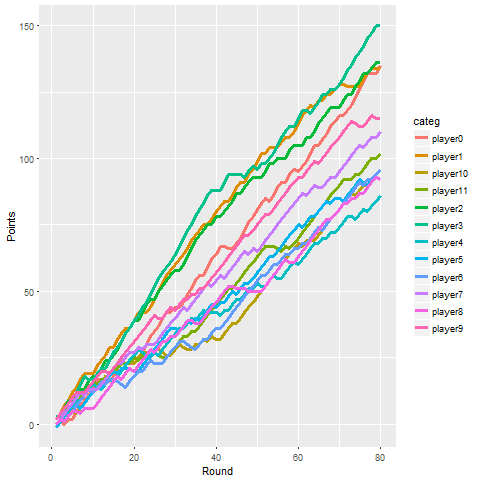 150
100
50
0
Points
0
20
40
60
80
Round
categ
player0
player1
player10
player11
player2
player3
player4
player5
player6
player7
player8
player9